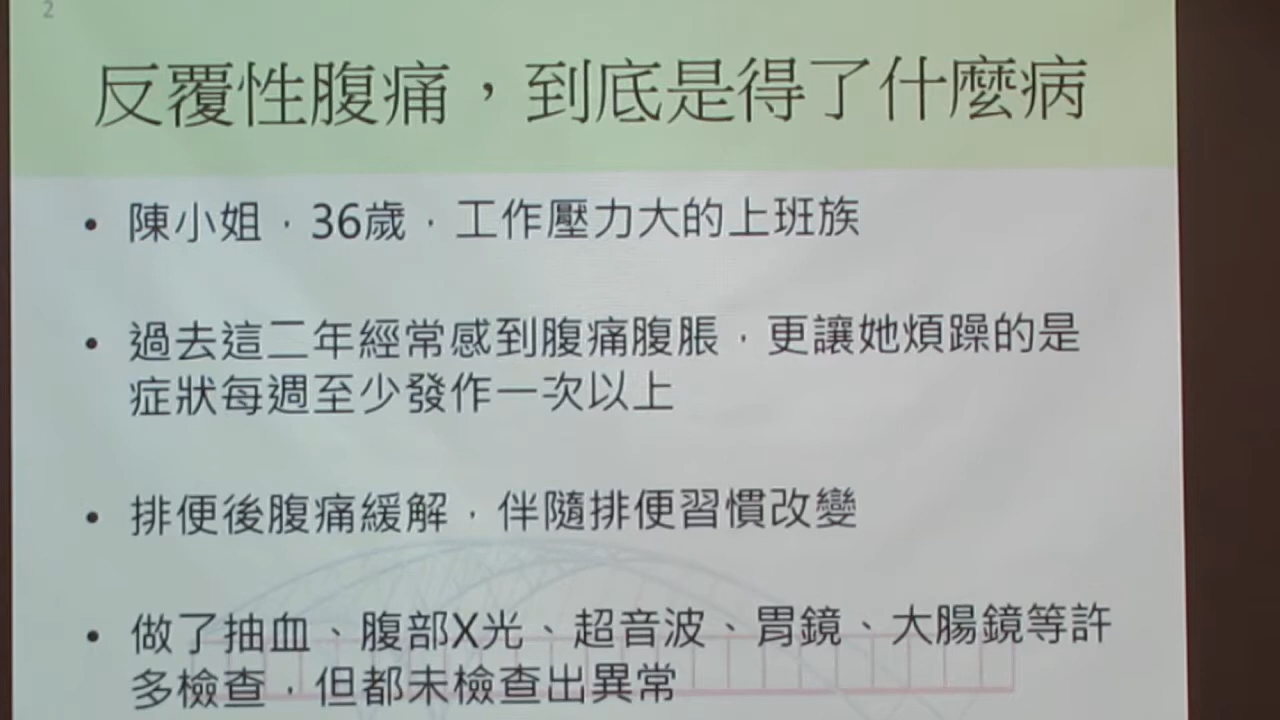 2
反覆性腹痛，到底是得了什麼病
• 陳小姐，36歲，工作壓力大的上班族
• 過去這二年經常感到腹痛腹脹，更讓她煩躁的是
症狀每週至少發作一次以上
• 排便後腹痛緩解，伴隨排便習慣改變
• 做了抽血、腹部X光、超音波、胃鏡、大腸鏡等許
多檢查，但都未檢查出異常